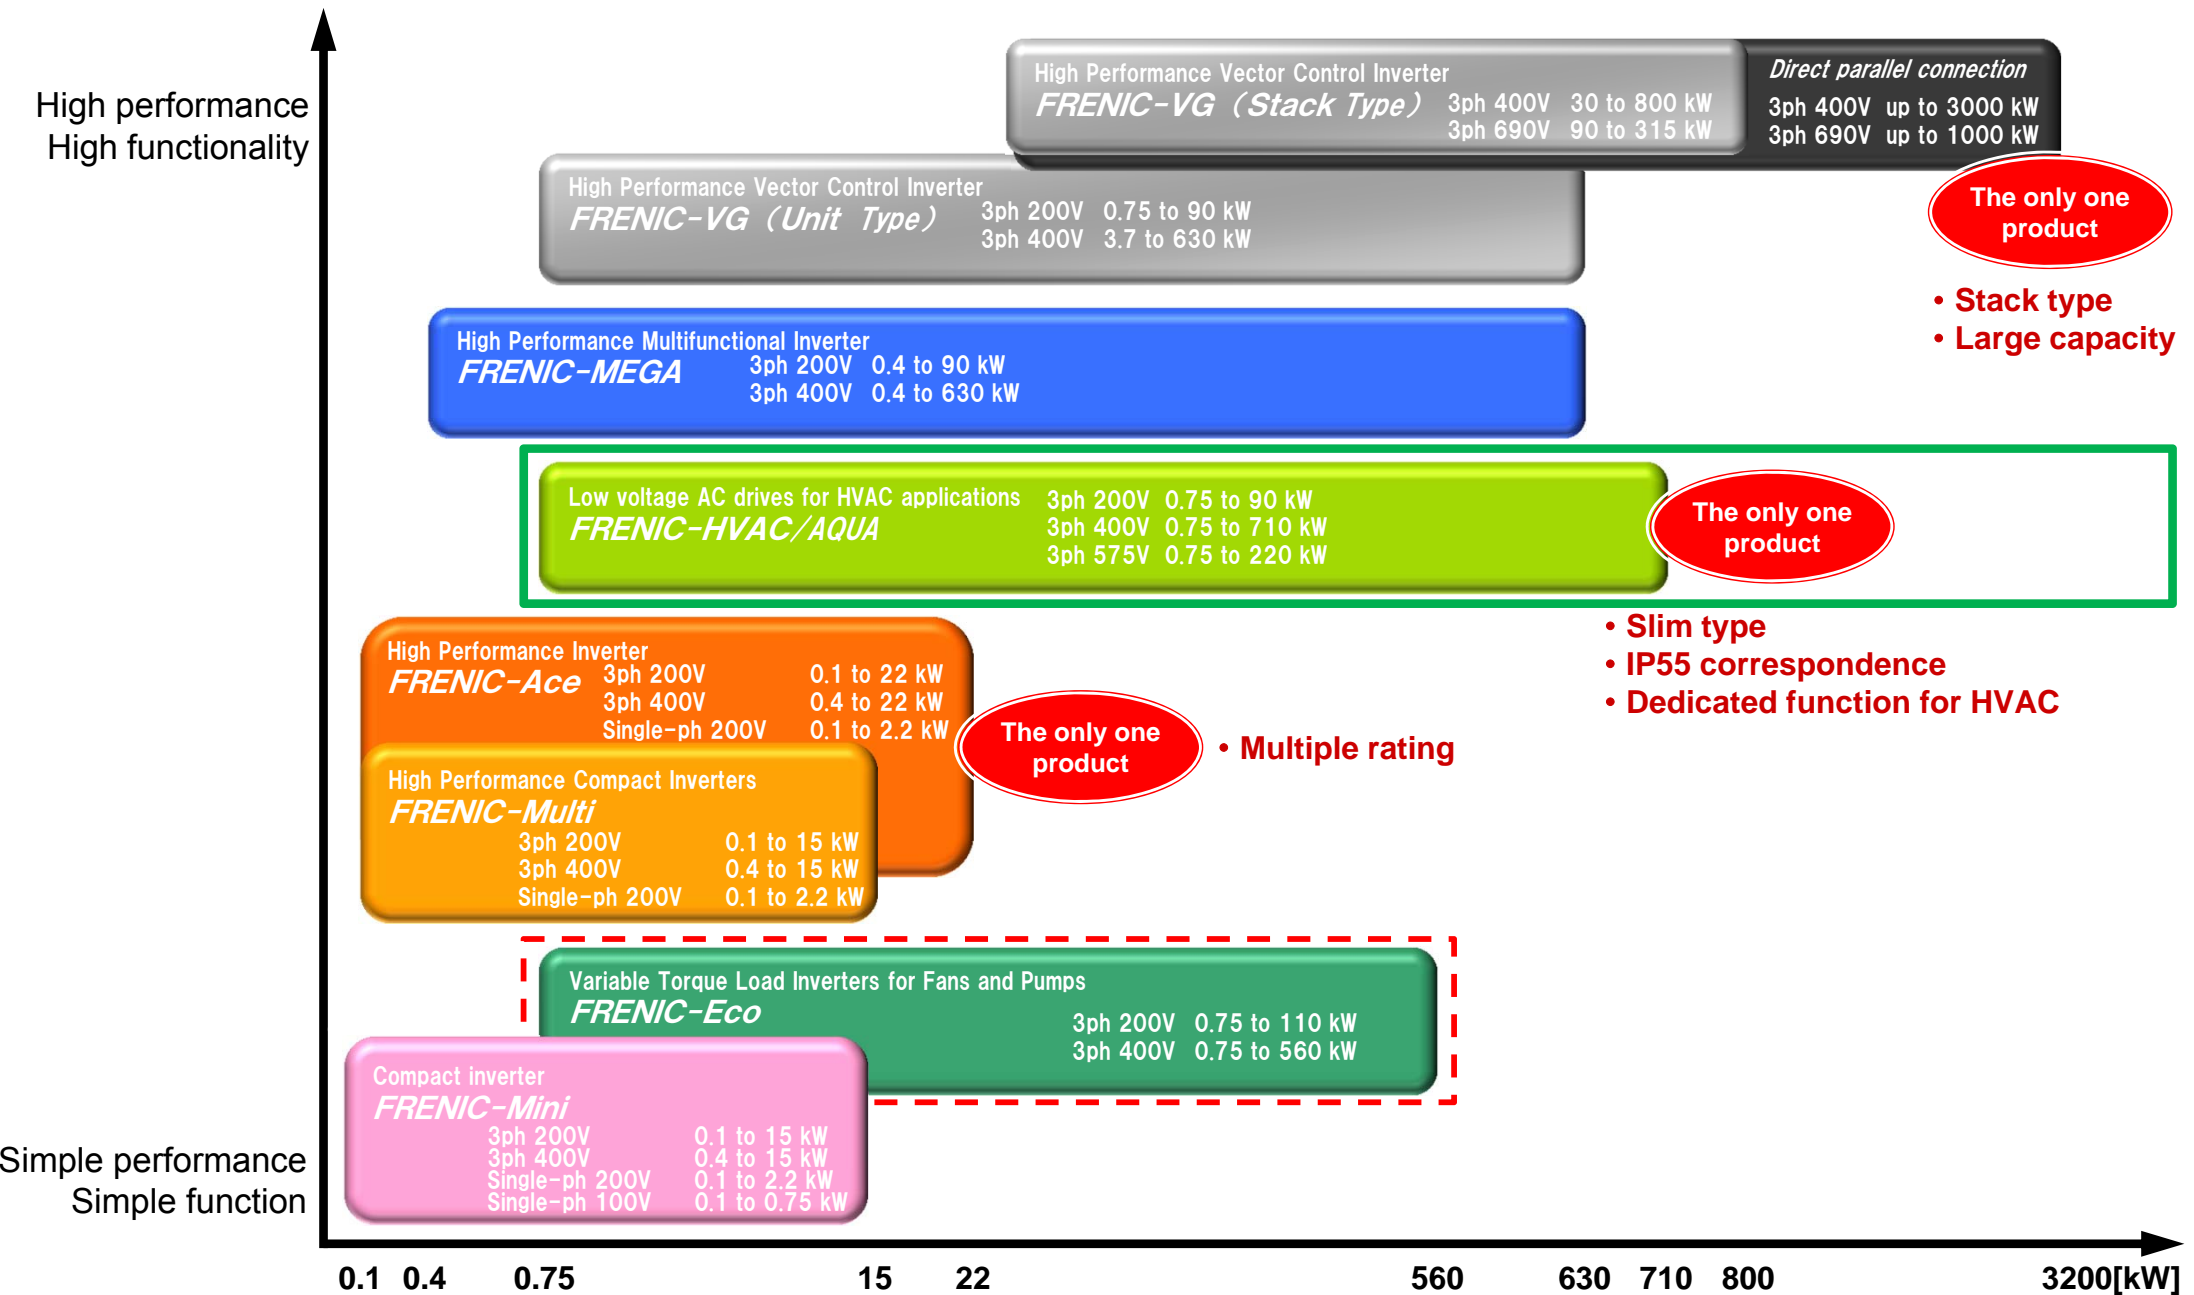 High performance
High functionality
High Performance Vector Control Inverter
FRENIC-VG (Stack Type) 3ph 400V 30 to 800 kW
3ph 690V 90 to 315 kW
Direct parallel connection
3ph 400V up to 3000 kW
3ph 690V up to 1000 kW
The only one
product
・Stack type
・Large capacity
High Performance Vector Control Inverter
FRENIC-VG (Unit Type) 3ph 200V 0.75 to 90 kW
3ph 400V 3.7 to 630 kW
High Performance Multifunctional Inverter
FRENIC-MEGA 3ph 200V 0.4 to 90 kW
3ph 400V 0.4 to 630 kW
Low voltage AC drives for HVAC applications
FRENIC-HVAC/AQUA
3ph 200V 0.75 to 90 kW
3ph 400V 0.75 to 710 kW
3ph 575V 0.75 to 220 kW
The only one
product
・Slim type
・IP55 correspondence
・Dedicated function for HVAC
High Performance Inverter
FRENIC-Ace 3ph 200V 0.1 to 22 kW
3ph 400V 0.4 to 22 kW
Single-ph 200V 0.1 to 2.2 kW
The only one
product
・Multiple rating
High Performance Compact Inverters
FRENIC-Multi
3ph 200V 0.1 to 15 kW
3ph 400V 0.4 to 15 kW
Single-ph 200V 0.1 to 2.2 kW
Variable Torque Load Inverters for Fans and Pumps
FRENIC-Eco
3ph 200V 0.75 to 110 kW
3ph 400V 0.75 to 560 kW
Compact inverter
FRENIC-Mini
3ph 200V 0.1 to 15 kW
3ph 400V 0.4 to 15 kW
Single-ph 200V 0.1 to 2.2 kW
Single-ph 100V 0.1 to 0.75 kW
Simple performance
Simple function
0.1 0.4 0.75 15 22 560 630 710 800 3200[kW]